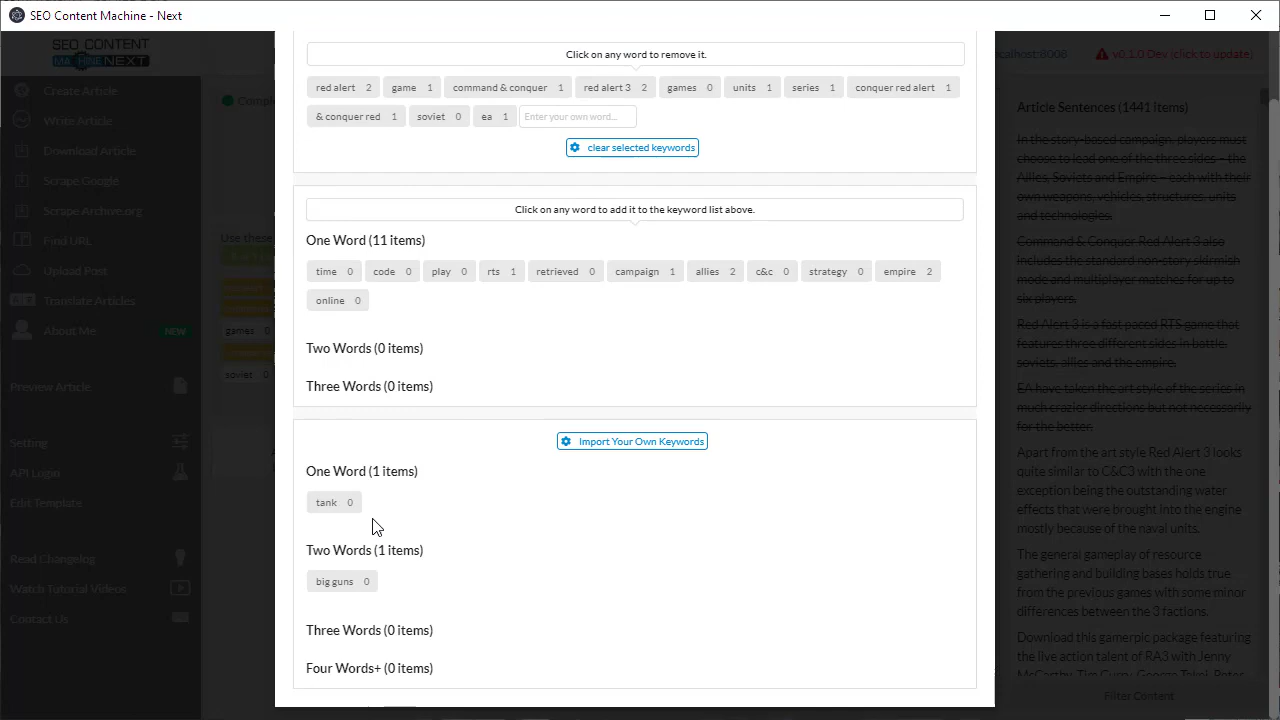 SEO Content Machine - Next
SEO CONTENT
MACHINE NEXT
Create Article
Write Article
Download Article
Scrape Google
Scrape Archive.org
Find URL
Upload Post
Translate Articles
About Me NEW
Preview Article
Setting
API Login
Edit Template
Read Changelog
Watch Tutorial Videos
Contact Us
Use these
games 0
soviet 0
Click on any word to remove it.
red alert 2 game 1 command & conquer 1 red alert 3 2 games 0 units 1 series 1 conquer red alert 1
& conquer red 1 soviet 0 ea 1 Enter your own word...
clear selected keywords
Click on any word to add it to the keyword list above.
One Word (11 items)
time 0 code 0 play 0 rts 1 retrieved 0 campaign 1 allies 2 c&c 0 strategy 0 empire 2
online 0
Two Words (0 items)
Three Words (0 items)
Import Your Own Keywords
One Word (1 items)
tank 0
Two Words (1 items)
big guns 0
Three Words (0 items)
Four Words+ (0 items)
v0.1.0 Dev (click to update)
Article Sentences (1441 items)
In the story-based campaign, players must
choose to lead one of the three sides – the
Allies, Soviets and Empire – each with their
own weapons, vehicles, structures, units
and technologies.
Command & Conquer Red Alert 3 also
includes the standard non-story skirmish
mode and multiplayer matches for up to
six players.
Red Alert 3 is a fast paced RTS game that
features three different sides in battle,
soviets, allies and the empire.
EA have taken the art style of the series in
much crazier directions but not necessarily
for the better.
Apart from the art style Red Alert 3 looks
quite similar to C&C3 with the one
exception being the outstanding water
effects that were brought into the engine
mostly because of the naval units.
The general gameplay of resource
gathering and building bases holds true
from the previous games with some minor
differences between the 3 factions.
Download this gamerpic package featuring
the live action talent of RA3 with Jenny
McCarthy, Tim Curry, George Takei, Peter
Filter Content